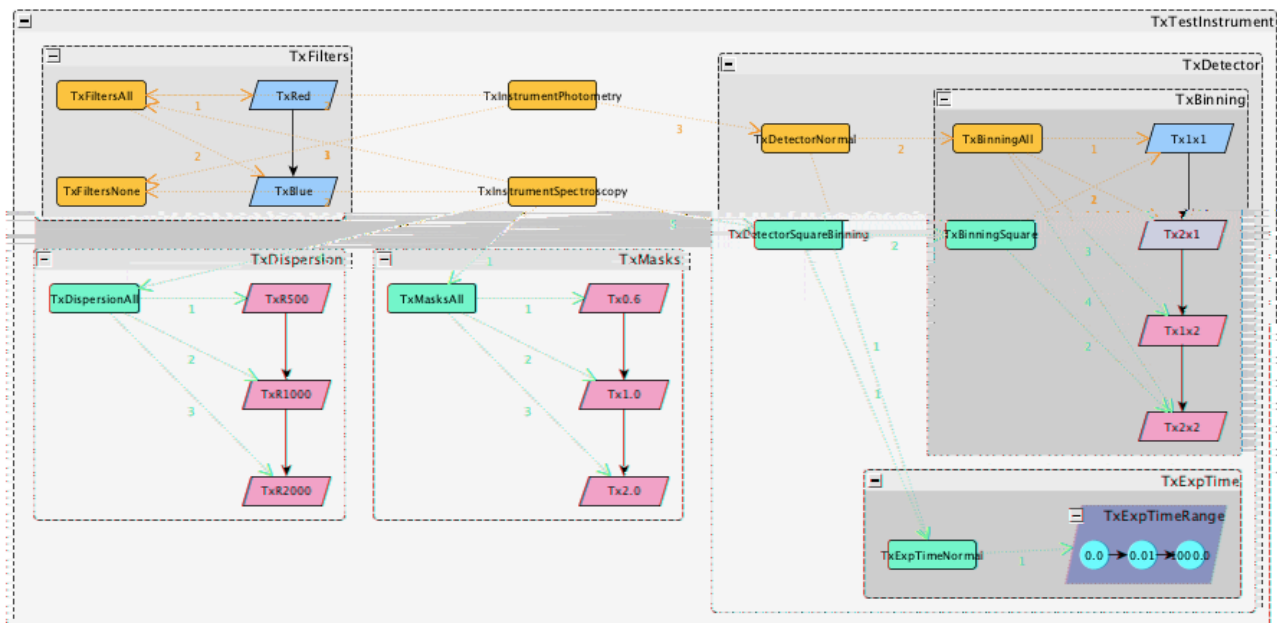 TxTestInstrument
TxFilters
TxDetector
TxFiltersAll
1
TxRed
TxInstrumentPhotometry
TxBinning
3
TxDetectorNormal
2
TxBinningAll
1
Tx1x1
2
1
TxFiltersNone
TxBlue
TxInstrumentSpectroscopy
2
TxDetectorSquareBinning
2
TxBinningSquare
Tx2x1
3
TxDispersion
1
TxMasks
TxDispersionAll
1
TxR500
TxMasksAll
1
Tx0.6
4
Tx1x2
2
TxR1000
2
Tx1.0
1
2
3
3
1
Tx2x2
TxR2000
Tx2.0
TxExpTime
TxExpTimeRange
TxExpTimeNormal
1
0.0
0.01
1000.0